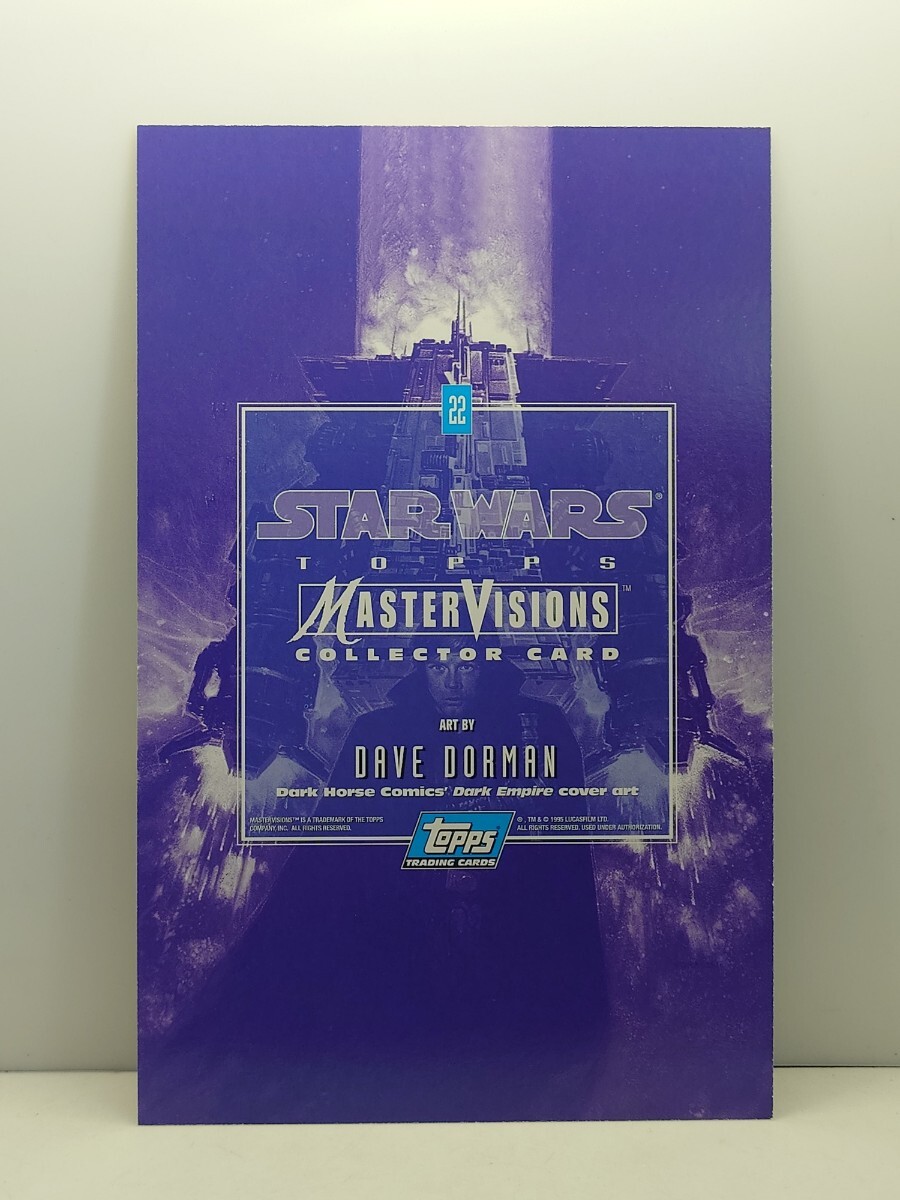 22
STAR WARS®
TOPPS
MASTERVISIONS™
COLLECTOR CARD
ART BY
DAVE DORMAN
Dark Horse Comics' Dark Empire cover art
MASTERVISIONS™ IS A TRADEMARK OF THE TOPPS
COMPANY, INC. ALL RIGHTS RESERVED.
®, TM & © 1995 LUCASFILM LTD.
ALL RIGHTS RESERVED. USED UNDER AUTHORIZATION.
topps
TRADING CARDS